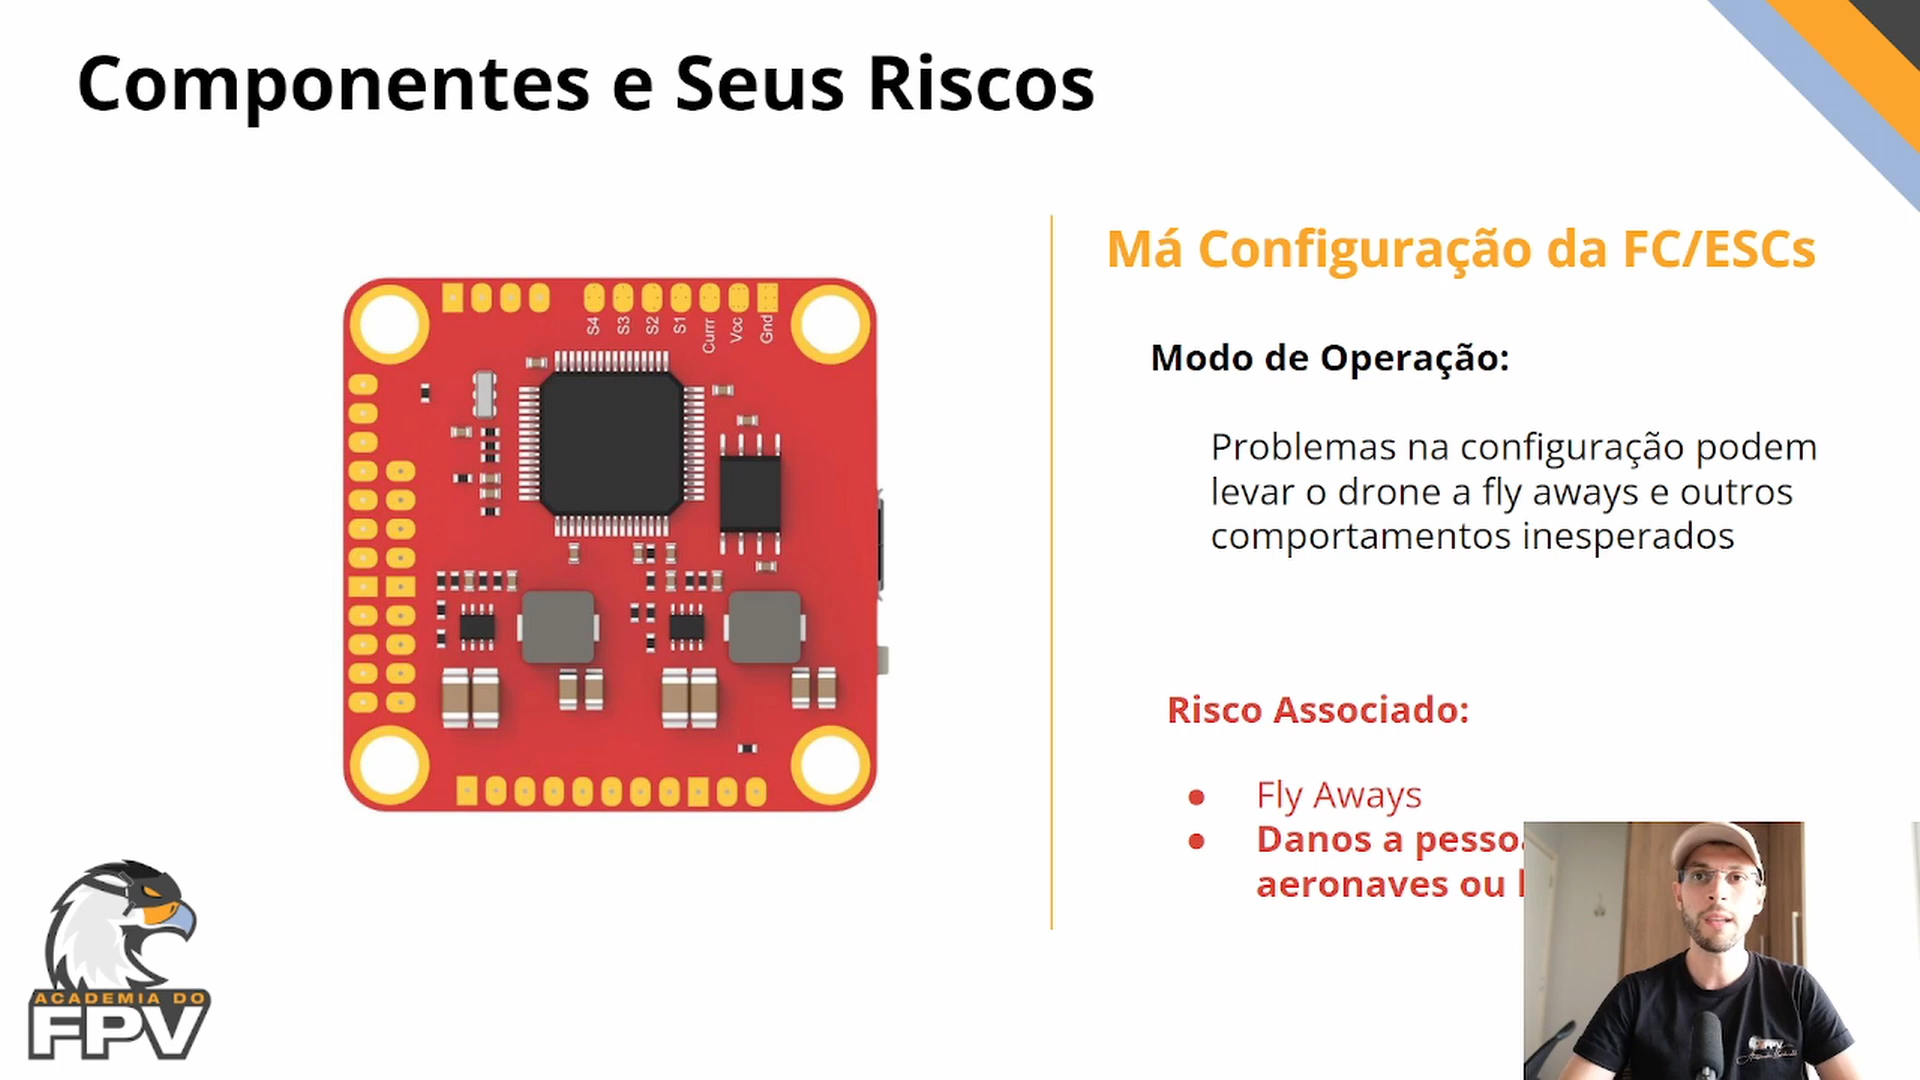 Componentes e Seus Riscos
S4
S3
S2
S1
Curr
Vcc
Gnd
Má Configuração da FC/ESCs
Modo de Operação:
Problemas na configuração podem
levar o drone a fly aways e outros
comportamentos inesperados
Risco Associado:
Fly Aways
Danos a
aeronaves ou
ACADEMIA DO
FPV